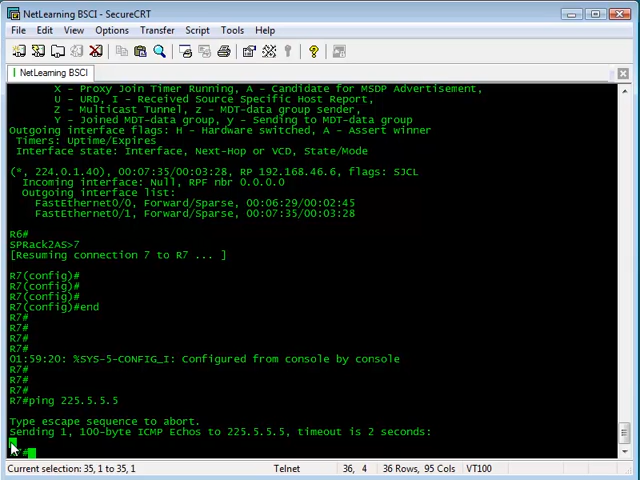 NetLearning BSCI - SecureCRT
File Edit View Options Transfer Script Tools Help
NetLearning BSCI
X - Proxy Join Timer Running, A - Candidate for MSDP Advertisement,
U - URD, I - Received Source Specific Host Report,
Z - Multicast Tunnel, z - MDT-data group sender,
Y - Joined MDT-data group, y - Sending to MDT-data group
Outgoing interface flags: H - Hardware switched, A - Assert winner
Timers: Uptime/Expires
Interface state: Interface, Next-Hop or VCD, State/Mode
(*, 224.0.1.40), 00:07:35/00:03:28, RP 192.168.46.6, flags: SJCL
Incoming interface: Null, RPF nbr 0.0.0.0
Outgoing interface list:
FastEthernet0/0, Forward/Sparse, 00:06:29/00:02:45
FastEthernet0/1, Forward/Sparse, 00:07:35/00:03:28
R6#
SPRack2AS>7
[Resuming connection 7 to R7 ... ]
R7(config)#
R7(config)#
R7(config)#
R7(config)#end
R7#
R7#
R7#
R7#
01:59:20: %SYS-5-CONFIG_I: Configured from console by console
R7#
R7#
R7#
R7#ping 225.5.5.5
Type escape sequence to abort.
Sending 1, 100-byte ICMP Echos to 225.5.5.5, timeout is 2 seconds:
Current selection: 35, 1 to 35, 1 Telnet 36, 4 36 Rows, 95 Cols VT100